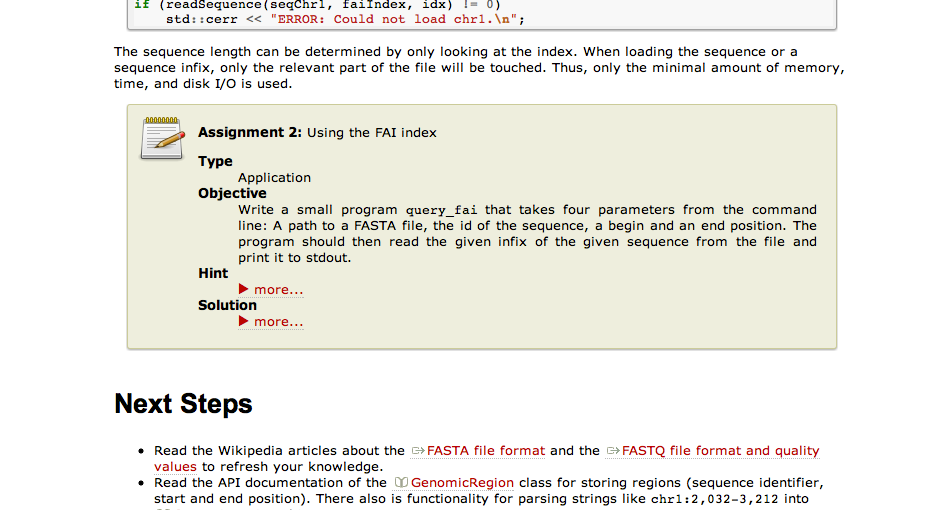 if (readSequence(seqChr1, faiIndex, idx) != 0)
std::cerr << "ERROR: Could not load chr1.\n";
The sequence length can be determined by only looking at the index. When loading the sequence or a
sequence infix, only the relevant part of the file will be touched. Thus, only the minimal amount of memory,
time, and disk I/O is used.
Assignment 2: Using the FAI index
Type
Application
Objective
Write a small program query_fai that takes four parameters from the command
line: A path to a FASTA file, the id of the sequence, a begin and an end position. The
program should then read the given infix of the given sequence from the file and
print it to stdout.
Hint
▶ more...
Solution
▶ more...
Next Steps
• Read the Wikipedia articles about the FASTA file format and the FASTQ file format and quality
values to refresh your knowledge.
• Read the API documentation of the GenomicRegion class for storing regions (sequence identifier,
start and end position). There also is functionality for parsing strings like chr1:2,032-3,212 into